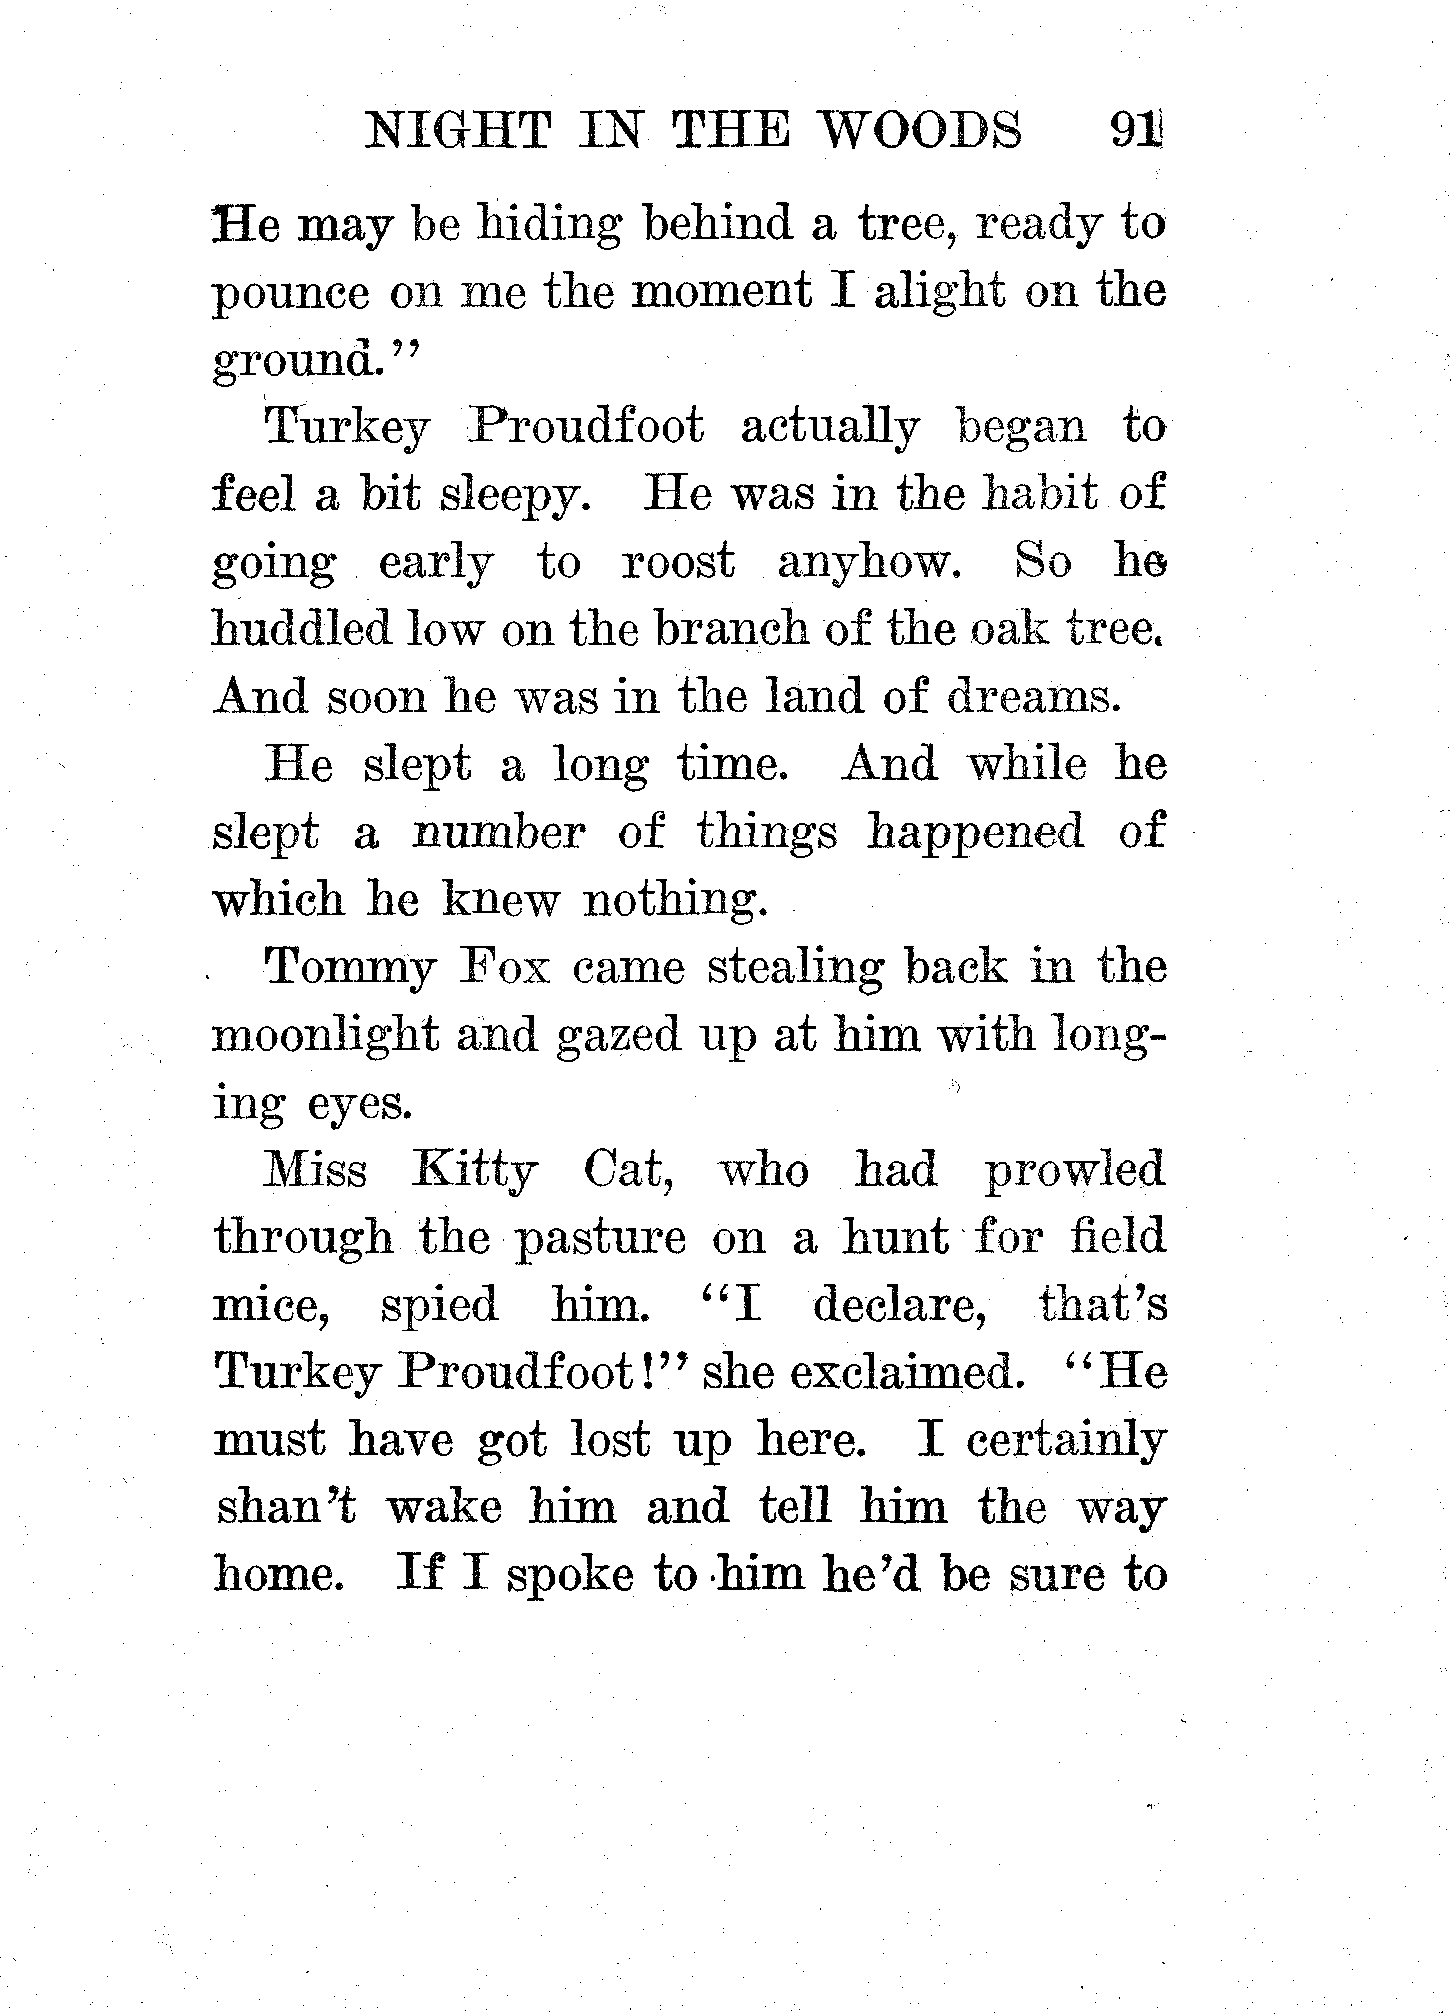 NIGHT IN THE WOODS 91
He may be hiding behind a tree, ready to
pounce on me the moment I alight on the
ground."
Turkey Proudfoot actually began to
feel a bit sleepy. He was in the habit of
going early to roost anyhow. So he
huddled low on the branch of the oak tree.
And soon he was in the land of dreams.
He slept a long time. And while he
slept a number of things happened of
which he knew nothing.
Tommy Fox came stealing back in the
moonlight and gazed up at him with long-
ing eyes.
Miss Kitty Cat, who had prowled
through the pasture on a hunt for field
mice, spied him. "I declare, that's
Turkey Proudfoot!" she exclaimed. "He
must have got lost up here. I certainly
shan't wake him and tell him the way
home. If I spoke to him he'd be sure to